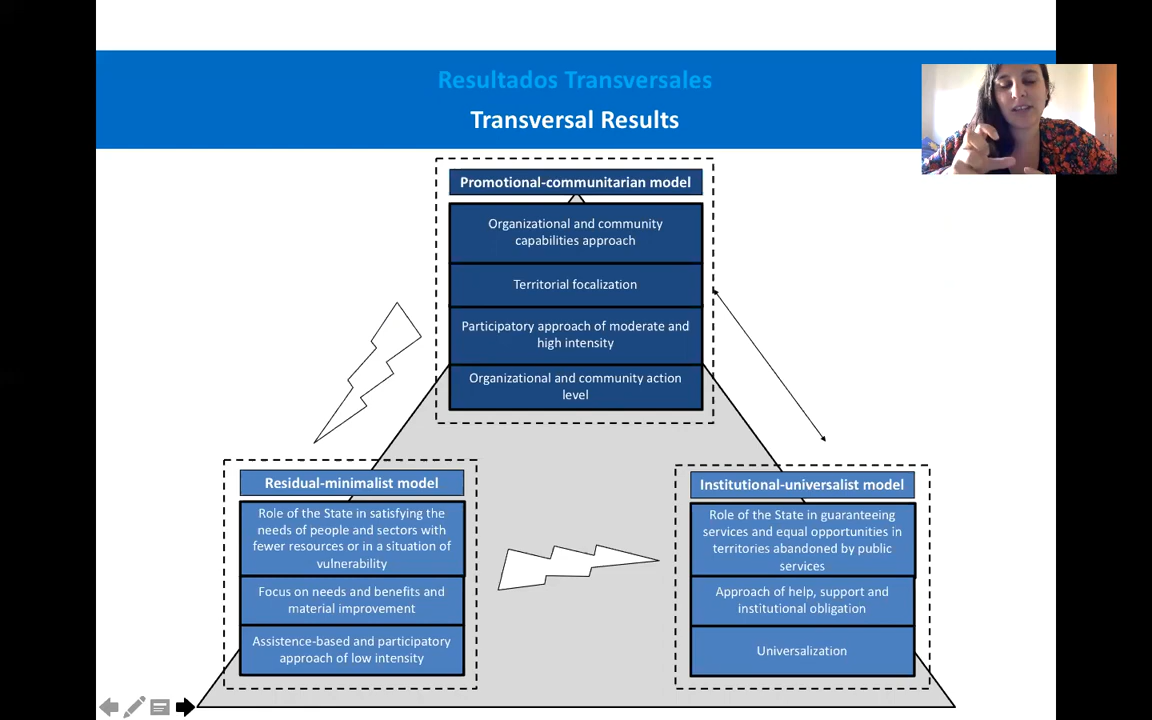 Resultados Transversales
Transversal Results
Promotional-communitarian model
Organizational and community
capabilities approach
Territorial focalization
Participatory approach of moderate and
high intensity
Organizational and community action
level
Residual-minimalist model
Role of the State in satisfying the
needs of people and sectors with
fewer resources or in a situation of
vulnerability
Focus on needs and benefits and
material improvement
Assistence-based and participatory
approach of low intensity
Institutional-universalist model
Role of the State in guaranteeing
services and equal opportunities in
territories abandoned by public
services
Approach of help, support and
institutional obligation
Universalization